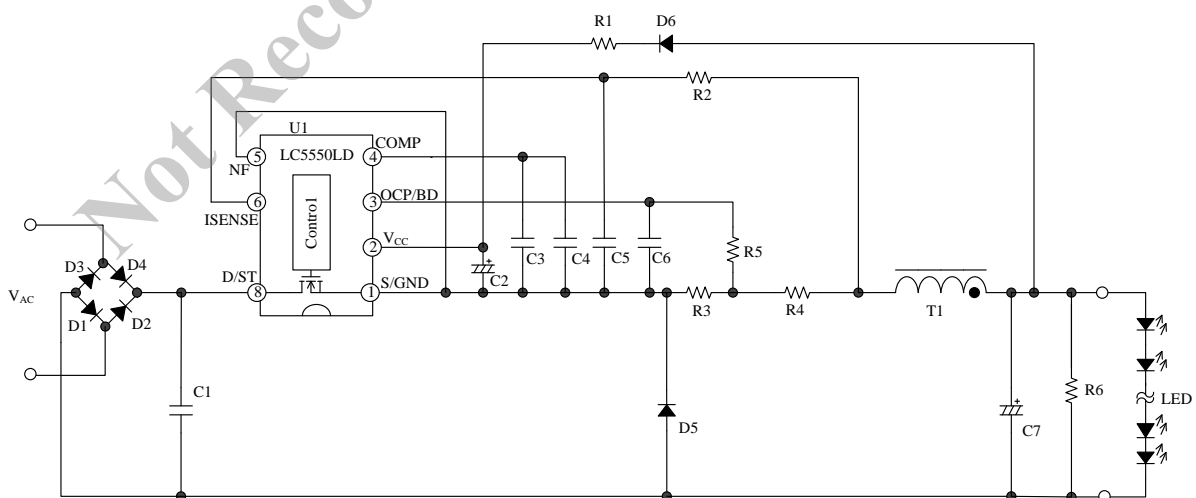 Not Reco
R1
D6
R2
U1
LC5550LD
COMP
5
4
NF
OCP/BD
6
3
ISENSE
Control
VCC
2
R5
D3
D4
VAC
D1
D2
D/ST
8
S/GND
1
C2
+
C3
C4
C5
C6
R3
R4
T1
C1
D5
+
C7
R6
LED